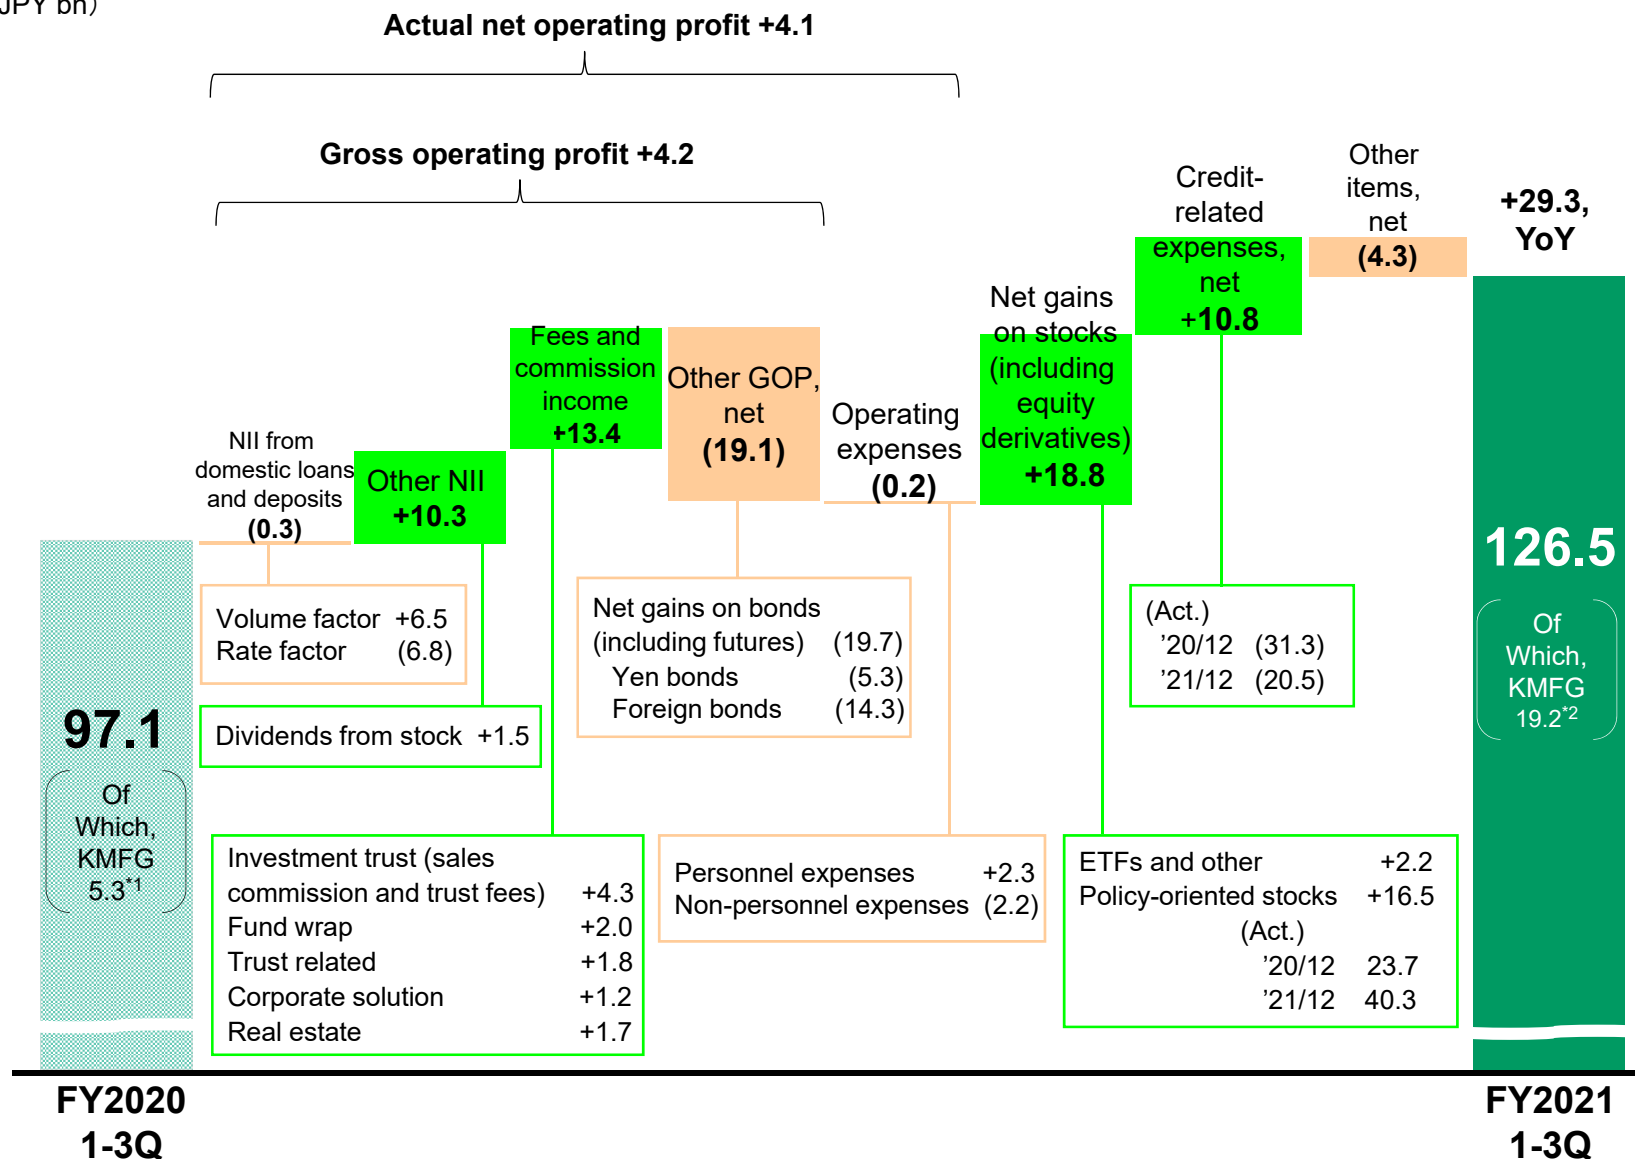 JPY bn）
Actual net operating profit +4.1
Gross operating profit +4.2
NII from
domestic loans
and deposits
(0.3)
Other NII
+10.3
Fees and
commission
income
+13.4
Other GOP,
net
(19.1)
Operating
expenses
(0.2)
Net gains
on stocks
(including
equity
derivatives)
+18.8
Credit-
related
expenses,
net
+10.8
Other
items,
net
(4.3)
+29.3,
YoY
97.1
Of
Which,
KMFG
5.3*1
Volume factor +6.5
Rate factor (6.8)
Dividends from stock +1.5
Investment trust (sales
commission and trust fees) +4.3
Fund wrap +2.0
Trust related +1.8
Corporate solution +1.2
Real estate +1.7
Net gains on bonds
(including futures) (19.7)
Yen bonds (5.3)
Foreign bonds (14.3)
Personnel expenses +2.3
Non-personnel expenses (2.2)
(Act.)
’20/12 (31.3)
’21/12 (20.5)
ETFs and other +2.2
Policy-oriented stocks +16.5
(Act.)
’20/12 23.7
’21/12 40.3
126.5
Of
Which,
KMFG
19.2*2
FY2020
1-3Q
FY2021
1-3Q